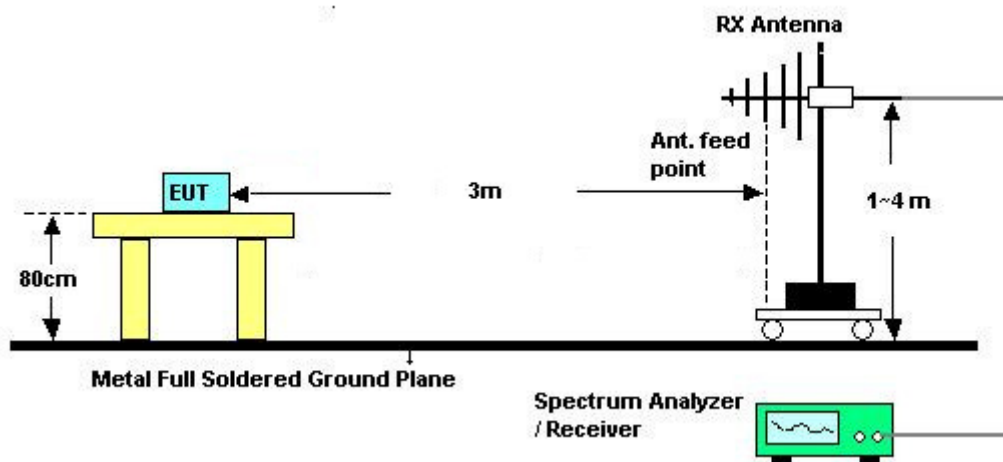 RX Antenna
Ant. feed
point
EUT
3m
1~4 m
80cm
Metal Full Soldered Ground Plane
Spectrum Analyzer
/ Receiver